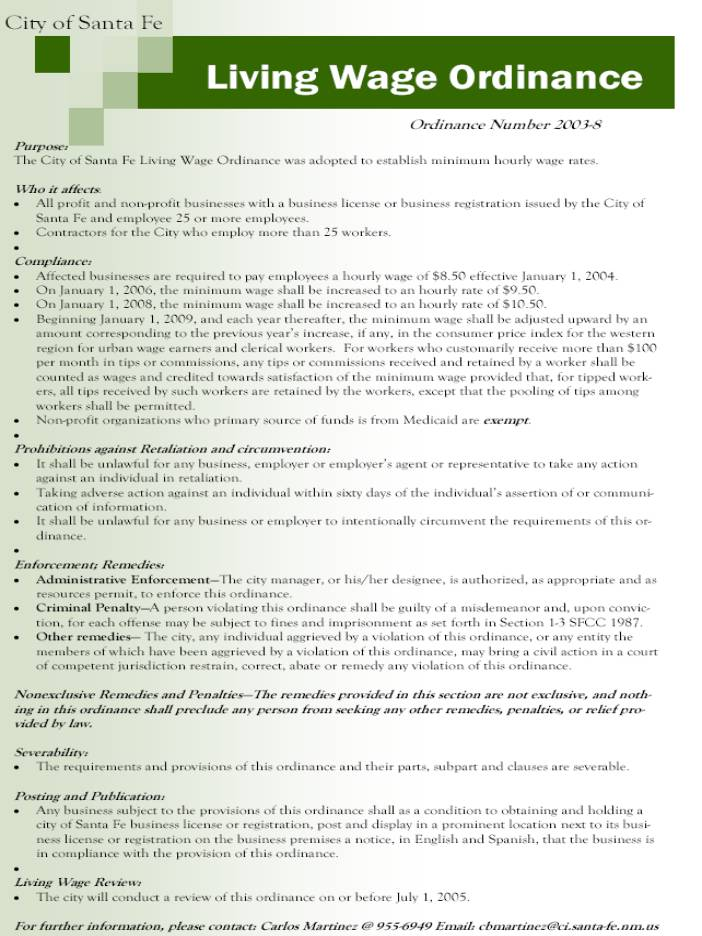 City of Santa Fe
Living Wage Ordinance
Ordinance Number 2003-8
Purpose:
The City of Santa Fe Living Wage Ordinance was adopted to establish minimum hourly wage rates.
Who it affects:
• All profit and non-profit businesses with a business license or business registration issued by the City of
Santa Fe and employee 25 or more employees.
• Contractors for the City who employ more than 25 workers.
•
Compliance:
• Affected businesses are required to pay employees a hourly wage of $8.50 effective January 1, 2004.
• On January 1, 2006, the minimum wage shall be increased to an hourly rate of $9.50.
• On January 1, 2008, the minimum wage shall be increased to an hourly rate of $10.50.
• Beginning January 1, 2009, and each year thereafter, the minimum wage shall be adjusted upward by an
amount corresponding to the previous year's increase, if any, in the consumer price index for the western
region for urban wage earners and clerical workers. For workers who customarily receive more than $100
per month in tips or commissions, any tips or commissions received and retained by a worker shall be
counted as wages and credited towards satisfaction of the minimum wage provided that, for tipped work-
ers, all tips received by such workers are retained by the workers, except that the pooling of tips among
workers shall be permitted.
• Non-profit organizations who primary source of funds is from Medicaid are exempt.
•
Prohibitions against Retaliation and circumvention:
• It shall be unlawful for any business, employer or employer's agent or representative to take any action
against an individual in retaliation.
• Taking adverse action against an individual within sixty days of the individual's assertion of or communi-
cation of information.
• It shall be unlawful for any business or employer to intentionally circumvent the requirements of this or-
dinance.
•
Enforcement; Remedies:
• Administrative Enforcement—The city manager, or his/her designee, is authorized, as appropriate and as
resources permit, to enforce this ordinance.
• Criminal Penalty—A person violating this ordinance shall be guilty of a misdemeanor and, upon convic-
tion, for each offense may be subject to fines and imprisonment as set forth in Section 1-3 SFCC 1987.
• Other remedies— The city, any individual aggrieved by a violation of this ordinance, or any entity the
members of which have been aggrieved by a violation of this ordinance, may bring a civil action in a court
of competent jurisdiction restrain, correct, abate or remedy any violation of this ordinance.
Nonexclusive Remedies and Penalties—The remedies provided in this section are not exclusive, and noth-
ing in this ordinance shall preclude any person from seeking any other remedies, penalties, or relief pro-
vided by law.
Severability:
• The requirements and provisions of this ordinance and their parts, subpart and clauses are severable.
Posting and Publication:
• Any business subject to the provisions of this ordinance shall as a condition to obtaining and holding a
city of Santa Fe business license or registration, post and display in a prominent location next to its busi-
ness license or registration on the business premises a notice, in English and Spanish, that the business is
in compliance with the provision of this ordinance.
•
Living Wage Review:
• The city will conduct a review of this ordinance on or before July 1, 2005.
For further information, please contact: Carlos Martinez @ 955-6949 Email: cbmartinez@ci.santa-fe.nm.us